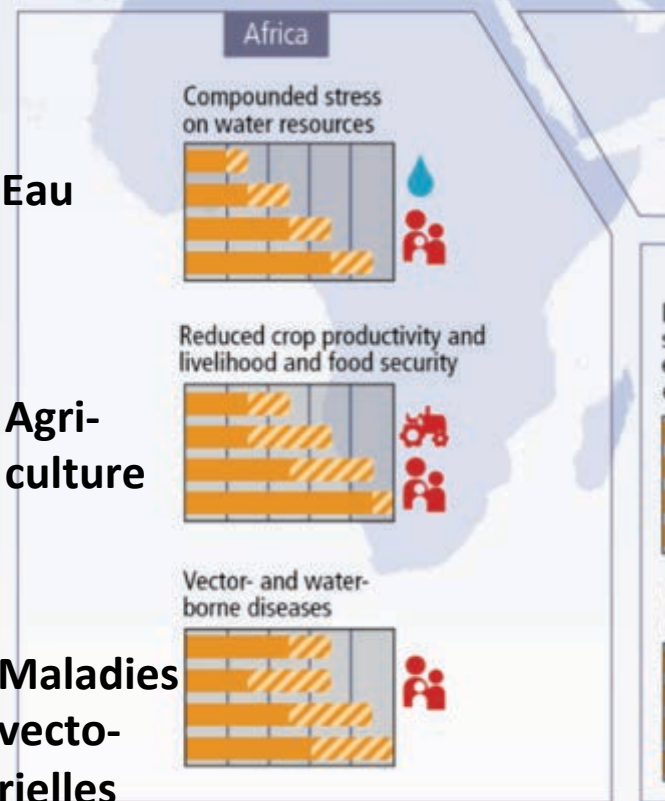 Africa
Compounded stress
on water resources
Eau
Reduced crop productivity and
livelihood and food security
Agri-
culture
Vector- and water-
borne diseases
Maladies
vecto-
rielles